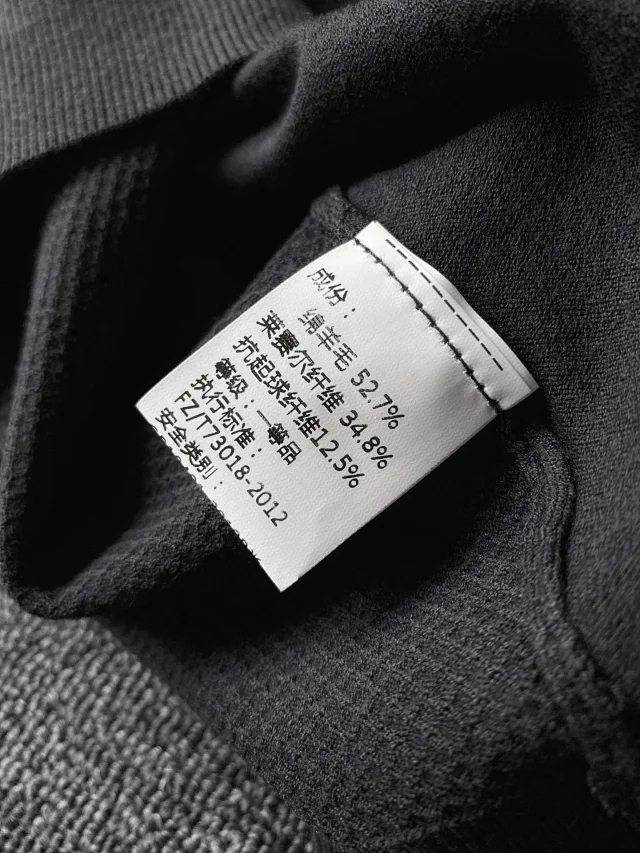 成份：
绵羊毛 52.7%
莱赛尔纤维 34.8%
抗起球纤维12.5%
等级：一等品
执行标准：
FZ/T73018-2012
安全类别：